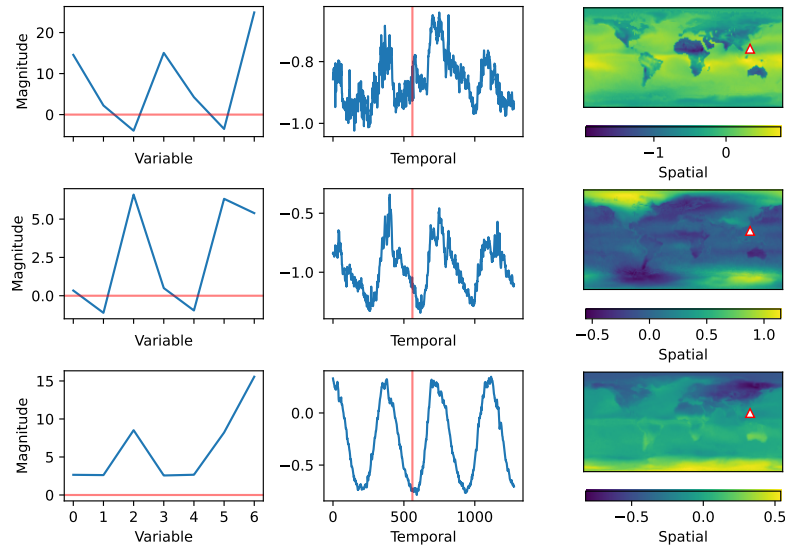 Magnitude
20
10
0
Variable
−0.8
−1.0
Temporal
−1 0
Spatial
Magnitude
5.0
2.5
0.0
Variable
−0.5
−1.0
Temporal
−0.5 0.0 0.5 1.0
Spatial
Magnitude
15
10
5
0
0 1 2 3 4 5 6
Variable
0.0
−0.5
0 500 1000
Temporal
−0.5 0.0 0.5
Spatial